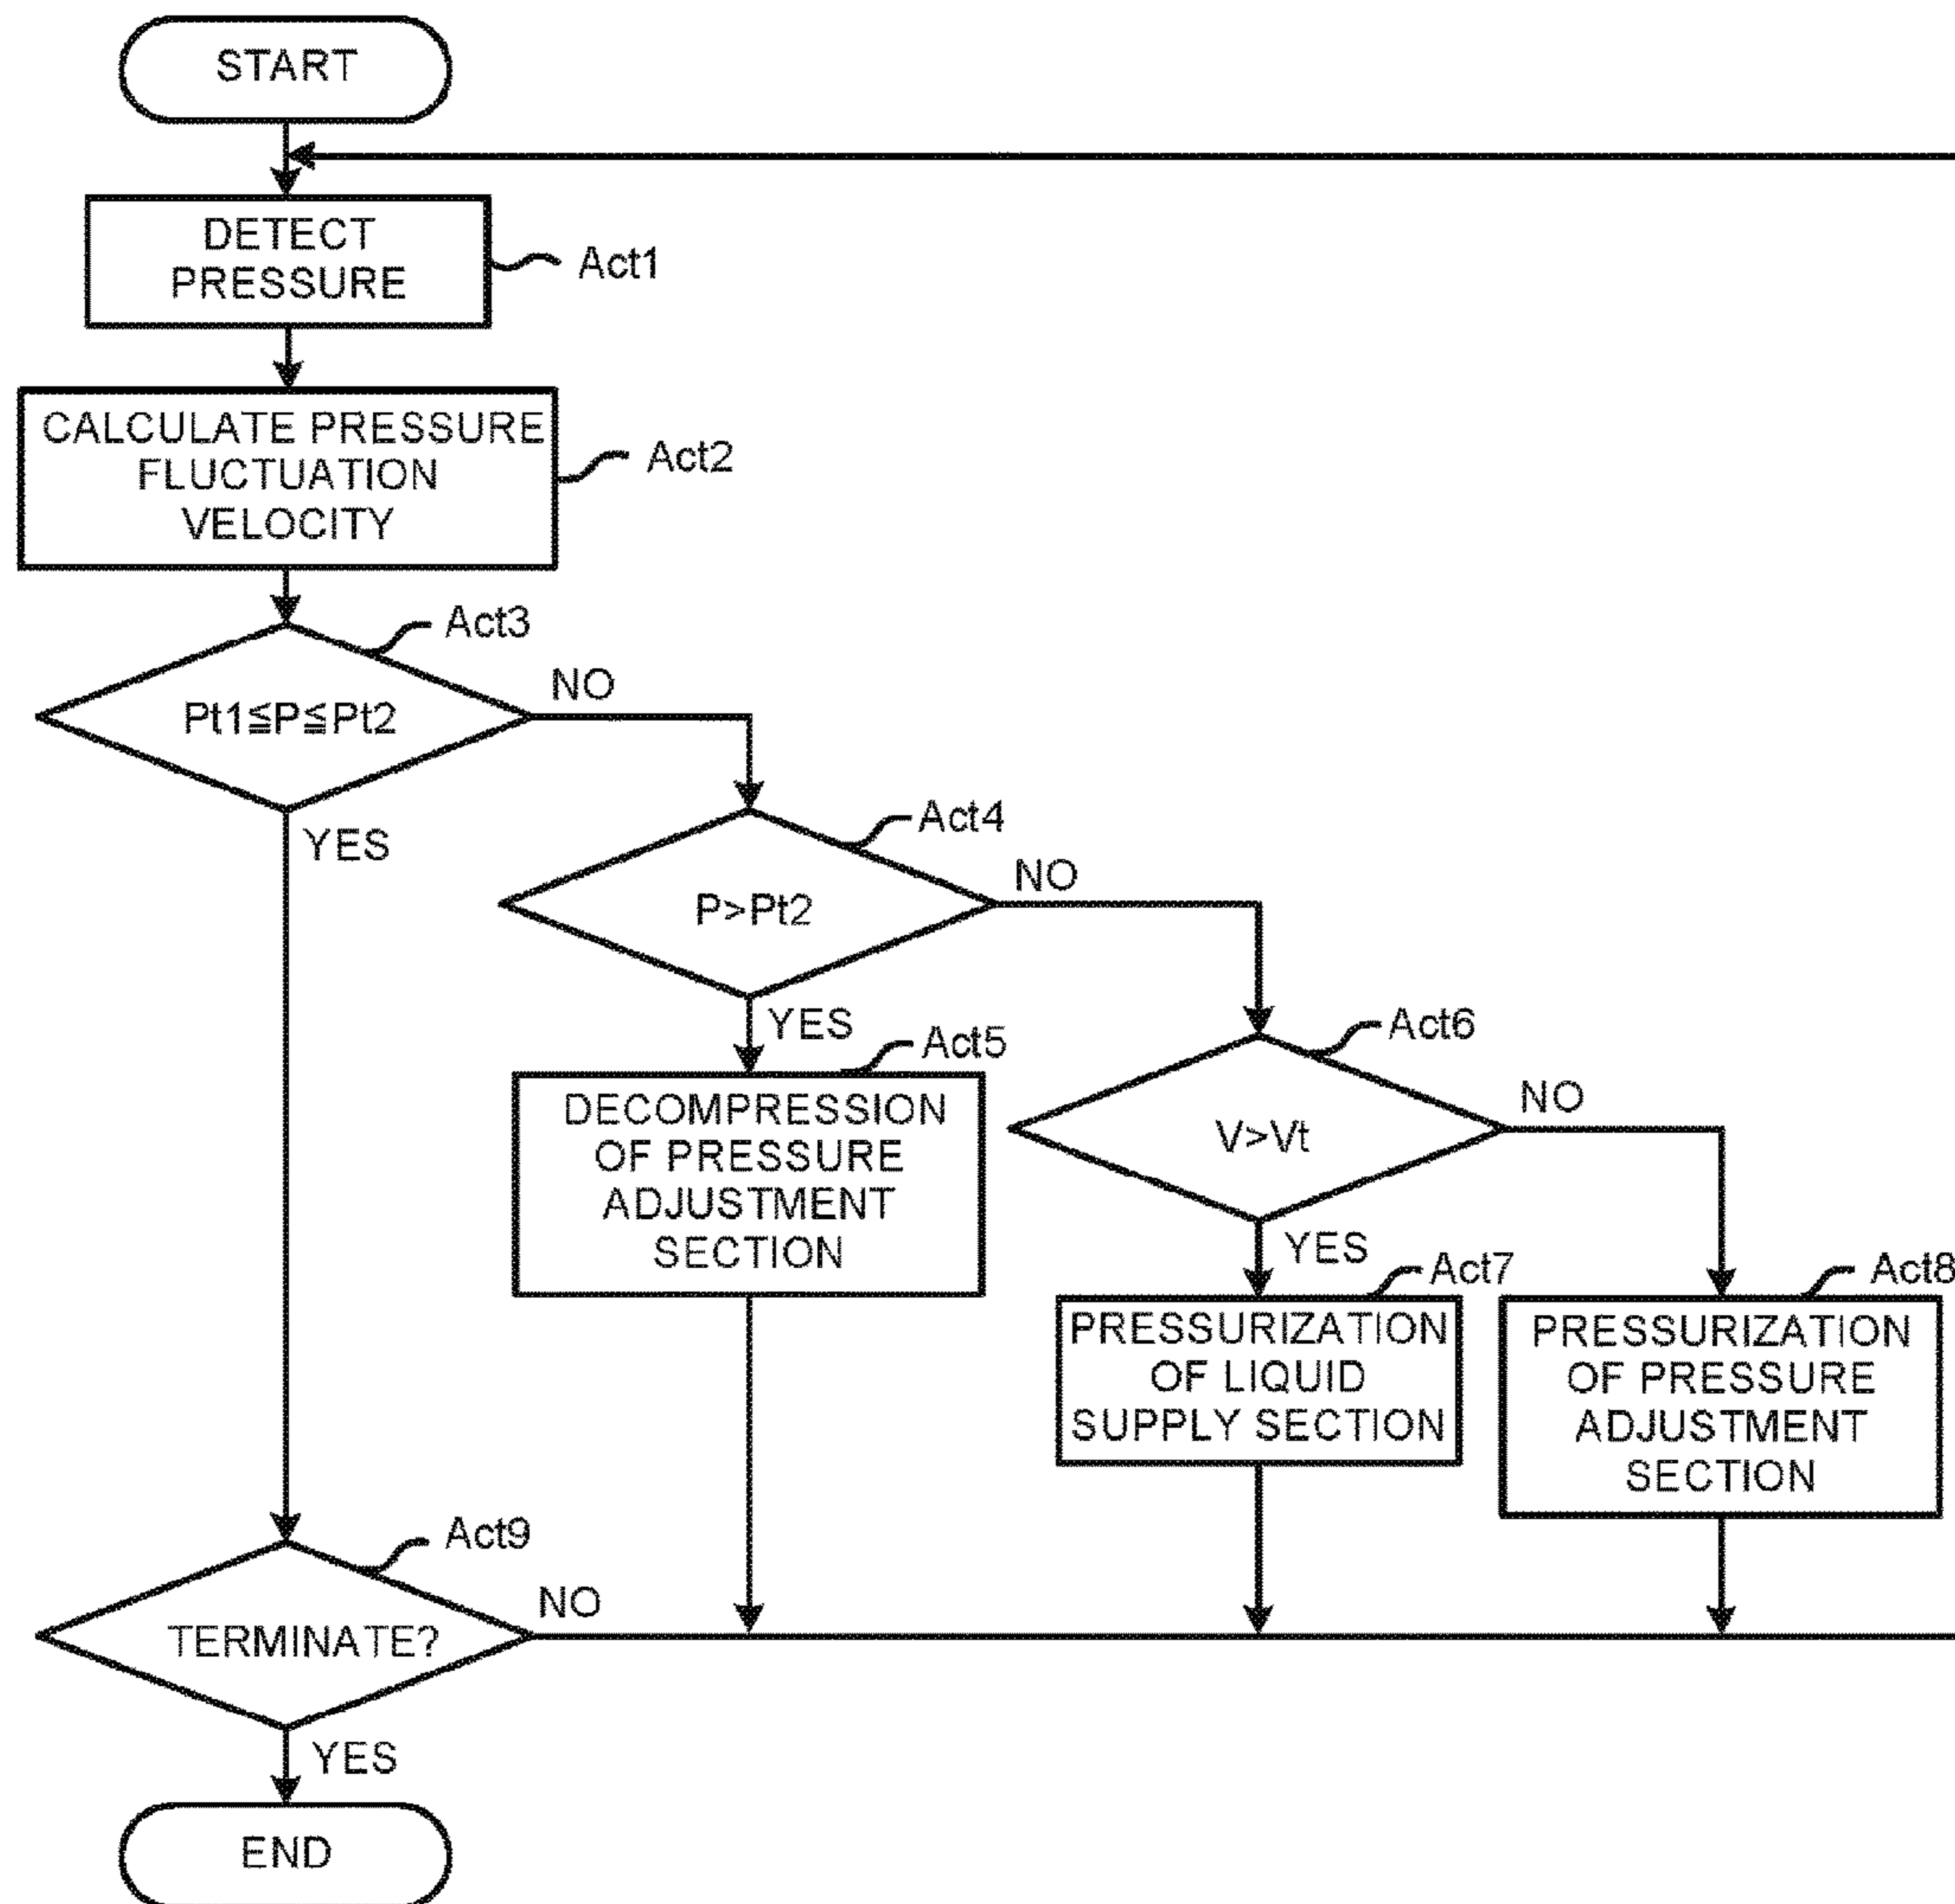 START
DETECT
PRESSURE
Act1
CALCULATE PRESSURE
FLUCTUATION
VELOCITY
Act2
Act3
Pt1≦P≦Pt2
NO
YES
Act4
P>Pt2
NO
YES
Act5
DECOMPRESSION
OF PRESSURE
ADJUSTMENT
SECTION
Act6
V>Vt
NO
YES
Act7
PRESSURIZATION
OF LIQUID
SUPPLY SECTION
Act8
PRESSURIZATION
OF PRESSURE
ADJUSTMENT
SECTION
Act9
TERMINATE?
NO
YES
END